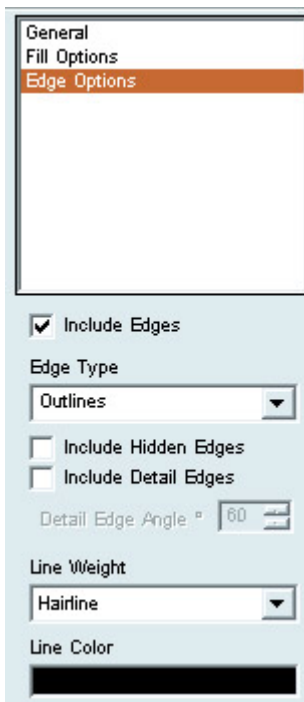 General
Fill Options
Edge Options
Include Edges
Edge Type
Outlines
Include Hidden Edges
Include Detail Edges
Detail Edge Angle ° 60
Line Weight
Hairline
Line Color